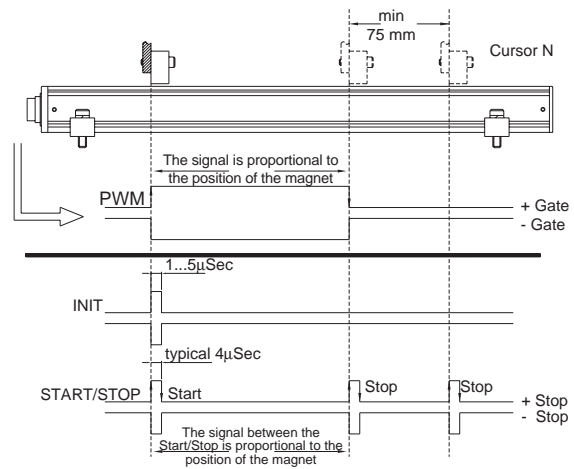 min
75 mm
Cursor N
The signal is proportional to
the position of the magnet
PWM
+ Gate
- Gate
1...5µSec
INIT
typical 4µSec
START/STOP
Start
Stop
Stop
+ Stop
- Stop
The signal between the
Start/Stop is proportional to the
position of the magnet